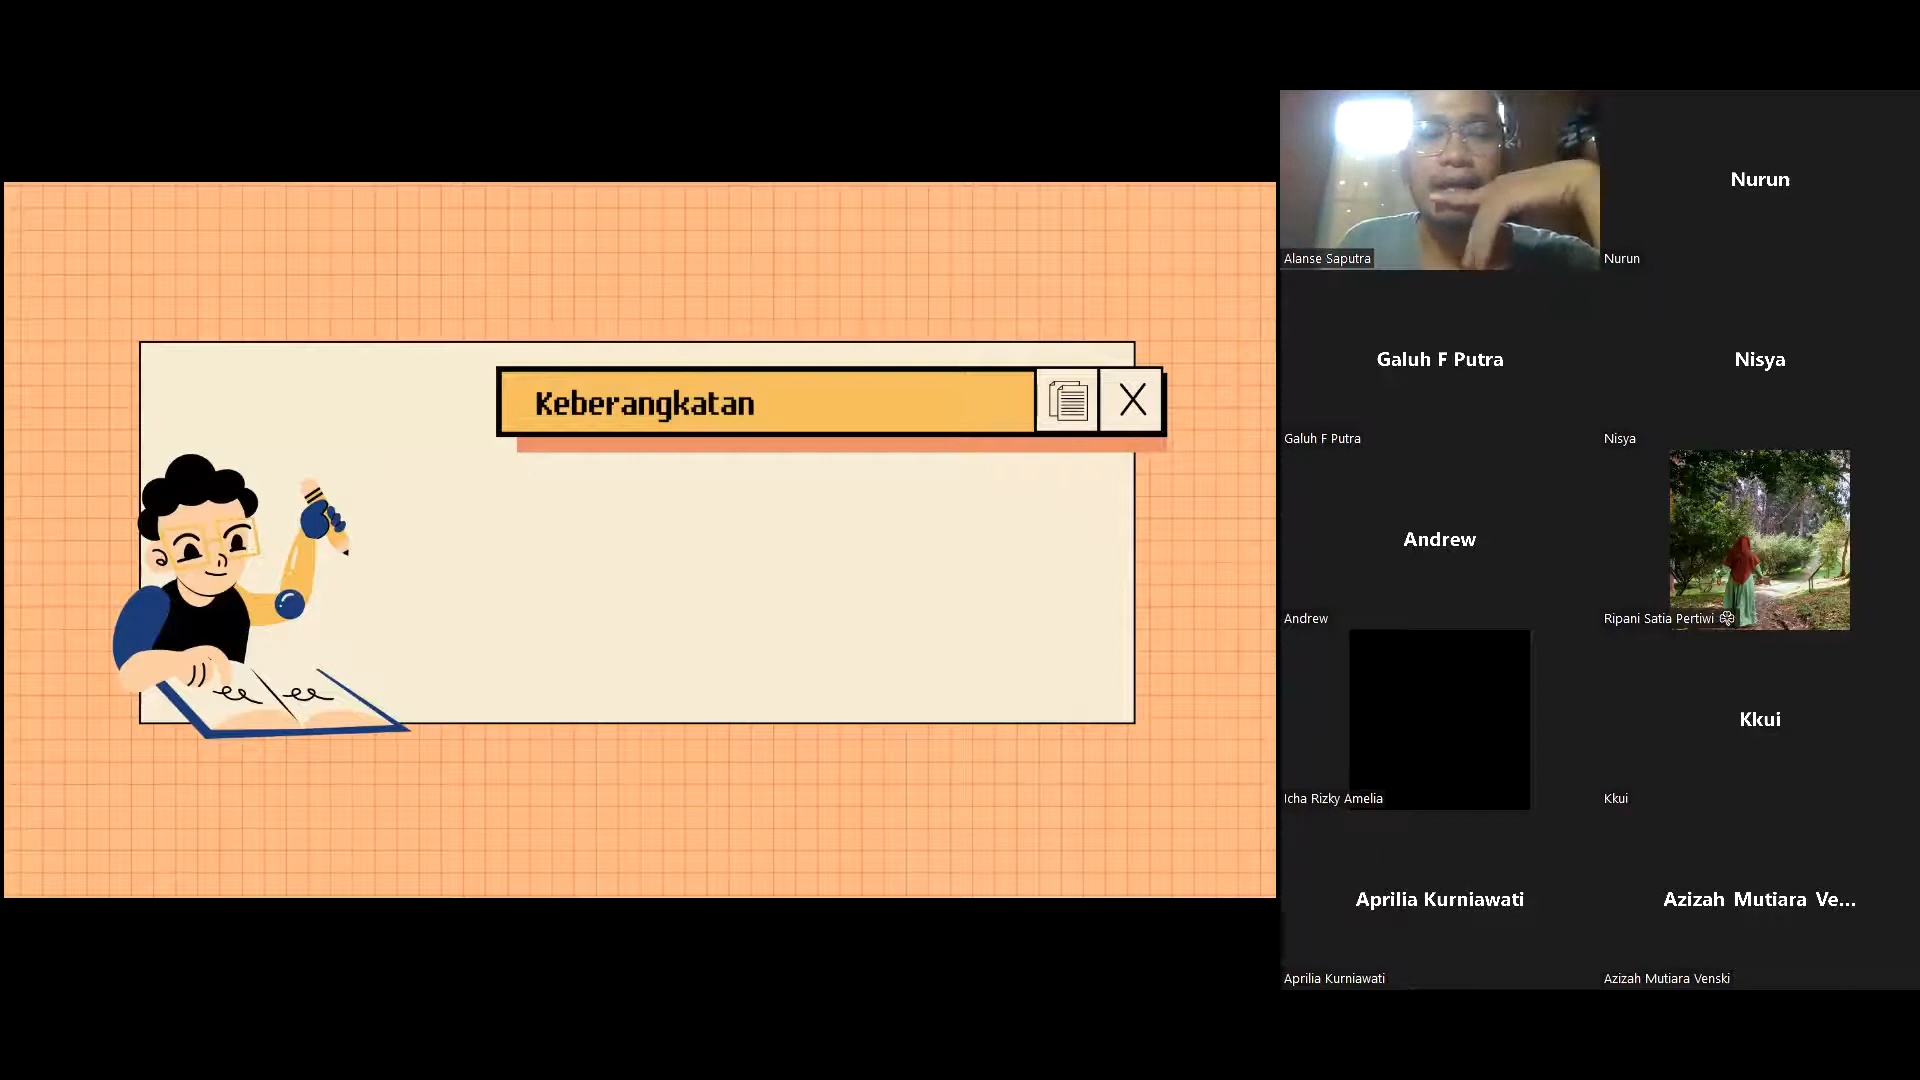 Keberangkatan
Alanse Saputra
Nurun
Nurun
Galuh F Putra
Galuh F Putra
Nisya
Nisya
Andrew
Andrew
Ripani Satia Pertiwi
Icha Rizky Amelia
Kkui
Kkui
Aprilia Kurniawati
Aprilia Kurniawati
Azizah Mutiara Ve...
Azizah Mutiara Venski